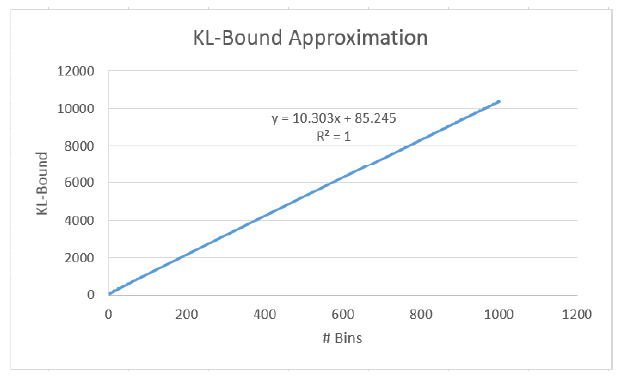 KL-Bound Approximation
12000
10000
8000
6000
4000
2000
0
KL-Bound
y = 10.303x + 85.245
R² = 1
0 200 400 600 800 1000 1200
# Bins